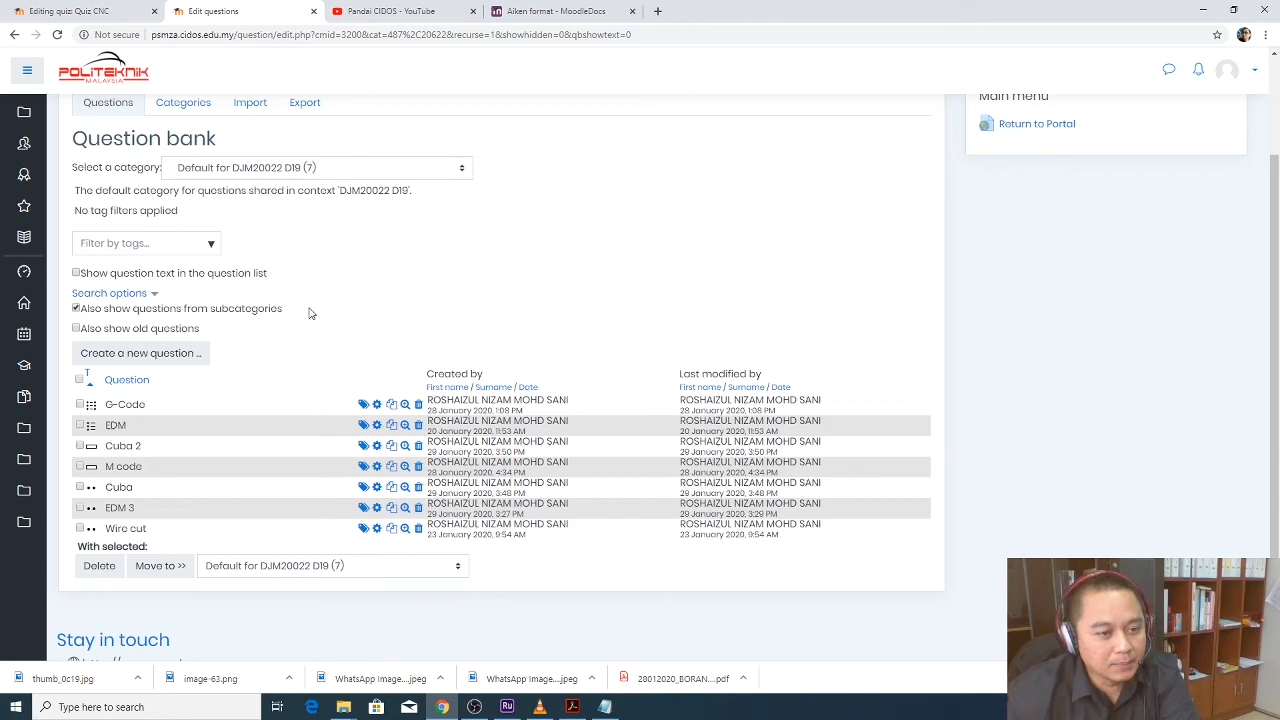 Editing quiz Quiz CNC
Edit questions
Pandai CIDOS - YouTube
Aiken format - MoodleDocs
Not secure
psmza.cidos.edu.my/question/edit.php?cmid=3200&cat=487%2C20622&recurse=1&showhidden=0&qbshowtext=0
POLITEKNIK
MALAYSIA
Questions
Categories
Import
Export
Main menu
Return to Portal
Question bank
Select a category:
Default for DJM20022 D19 (7)
The default category for questions shared in context 'DJM20022 D19'.
No tag filters applied
Filter by tags...
Show question text in the question list
Search options
Also show questions from subcategories
Also show old questions
Create a new question ...
T
Question
Created by
First name / Surname / Date
Last modified by
First name / Surname / Date
G-Code
ROSHAIZUL NIZAM MOHD SANI
28 January 2020, 1:08 PM
ROSHAIZUL NIZAM MOHD SANI
28 January 2020, 1:08 PM
EDM
ROSHAIZUL NIZAM MOHD SANI
20 January 2020, 11:53 AM
ROSHAIZUL NIZAM MOHD SANI
20 January 2020, 11:53 AM
Cuba 2
ROSHAIZUL NIZAM MOHD SANI
29 January 2020, 3:50 PM
ROSHAIZUL NIZAM MOHD SANI
29 January 2020, 3:50 PM
M code
ROSHAIZUL NIZAM MOHD SANI
28 January 2020, 4:34 PM
ROSHAIZUL NIZAM MOHD SANI
28 January 2020, 4:34 PM
Cuba
ROSHAIZUL NIZAM MOHD SANI
29 January 2020, 3:48 PM
ROSHAIZUL NIZAM MOHD SANI
29 January 2020, 3:48 PM
EDM 3
ROSHAIZUL NIZAM MOHD SANI
29 January 2020, 3:27 PM
ROSHAIZUL NIZAM MOHD SANI
29 January 2020, 3:29 PM
Wire cut
ROSHAIZUL NIZAM MOHD SANI
23 January 2020, 9:54 AM
ROSHAIZUL NIZAM MOHD SANI
23 January 2020, 9:54 AM
With selected:
Delete
Move to >>
Default for DJM20022 D19 (7)
Stay in touch
thumb_0c19.jpg
image-63.png
WhatsApp Image....jpeg
WhatsApp Image....jpeg
28012020_BORAN....pdf
Type here to search
Ru